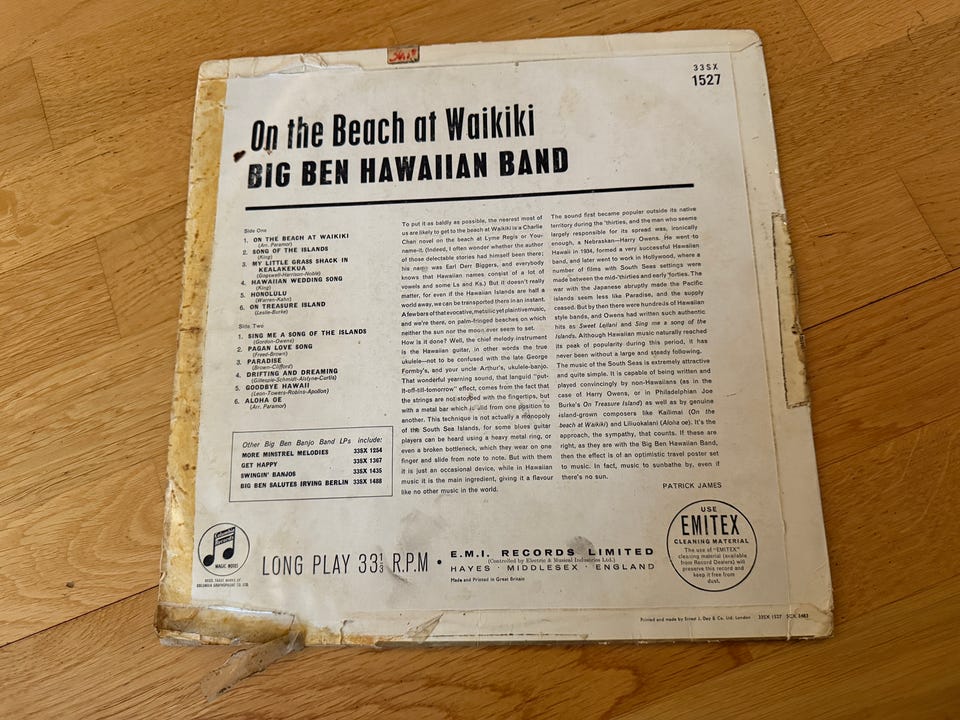 33SX
1527
On the Beach at Waikiki
BIG BEN HAWAIIAN BAND
Side One
1. ON THE BEACH AT WAIKIKI
(Arr. Paramor)
2. SONG OF THE ISLANDS
(King)
3. MY LITTLE GRASS SHACK IN
KEALAKEKUA
(Cogswell-Harrison-Noble)
4. HAWAIIAN WEDDING SONG
(King)
5. HONOLULU
(Warren-Kahn)
6. ON TREASURE ISLAND
(Leslie-Burke)
Side Two
1. SING ME A SONG OF THE ISLANDS
(Gordon-Owens)
2. PAGAN LOVE SONG
(Freed-Brown)
3. PARADISE
(Brown-Clifford)
4. DRIFTING AND DREAMING
(Gillespie-Schmidt-Alstyne-Curtis)
5. GOODBYE HAWAII
(Leon-Towers-Robins-Apollon)
6. ALOHA OE
(Arr. Paramor)
Other Big Ben Banjo Band LPs include:
MORE MINSTREL MELODIES 33SX 1254
GET HAPPY 33SX 1367
SWINGIN' BANJOS 33SX 1435
BIG BEN SALUTES IRVING BERLIN 33SX 1488
To put it as baldly as possible, the nearest most of
us are likely to get to the beach at Waikiki is a Charlie
Chan novel on the beach at Lyme Regis or You-
name-it. (Indeed, I often wonder whether the author
of those delectable stories had himself been there;
his name was Earl Derr Biggers, and everybody
knows that Hawaiian names consist of a lot of
vowels and some Ls and Ks.) But it doesn't really
matter, for even if the Hawaiian Islands are half a
world away, we can be transported there in an instant.
A few bars of that evocative, metallic yet plaintive music,
and we're there, on palm-fringed beaches on which
neither the sun nor the moon ever seem to set.
How is it done? Well, the chief melody-instrument
is the Hawaiian guitar, in other words the true
ukulele—not to be confused with the late George
Formby's, and your uncle Arthur's, ukulele-banjo.
That wonderful yearning sound, that languid "put-
it-off-till-tomorrow" effect, comes from the fact that
the strings are not stopped with the fingertips, but
with a metal bar which is slid from one position to
another. This technique is not actually a monopoly
of the South Sea Islands, for some blues guitar
players can be heard using a heavy metal ring, or
even a broken bottleneck, which they wear on one
finger and slide from note to note. But with them
it is just an occasional device, while in Hawaiian
music it is the main ingredient, giving it a flavour
like no other music in the world.
The sound first became popular outside its native
territory during the 'thirties, and the man who seems
largely responsible for its spread was, ironically
enough, a Nebraskan—Harry Owens. He went to
Hawaii in 1934, formed a very successful Hawaiian
band, and later went to work in Hollywood, where a
number of films with South Seas settings were
made between the mid-'thirties and early 'forties. The
war with the Japanese abruptly made the Pacific
islands seem less like Paradise, and the supply
ceased. But by then there were hundreds of Hawaiian
style bands, and Owens had written such authentic
hits as Sweet Leilani and Sing me a song of the
Islands. Although Hawaiian music naturally reached
its peak of popularity during this period, it has
never been without a large and steady following.
The music of the South Seas is extremely attractive
and quite simple. It is capable of being written and
played convincingly by non-Hawaiians (as in the
case of Harry Owens, or in Philadelphian Joe
Burke's On Treasure Island) as well as by genuine
island-grown composers like Kailimai (On the
beach at Waikiki) and Liliuokalani (Aloha oe). It's the
approach, the sympathy, that counts. If these are
right, as they are with the Big Ben Hawaiian Band,
then the effect is of an optimistic travel poster set
to music. In fact, music to sunbathe by, even if
there's no sun.
PATRICK JAMES
Columbia
Records
MAGIC NOTES
REGD. TRADE MARKS OF
COLUMBIA GRAPHOPHONE CO. LTD.
LONG PLAY 33⅓ R.P.M •
E.M.I. RECORDS LIMITED
(Controlled by Electric & Musical Industries Ltd.)
HAYES · MIDDLESEX · ENGLAND
Made and Printed in Great Britain
USE
EMITEX
CLEANING MATERIAL
The use of "EMITEX"
cleaning material (available
from Record Dealers) will
preserve this record and
keep it free from
dust.
Printed and made by Ernest J. Day & Co. Ltd. London 33SX 1527 SCX 3483